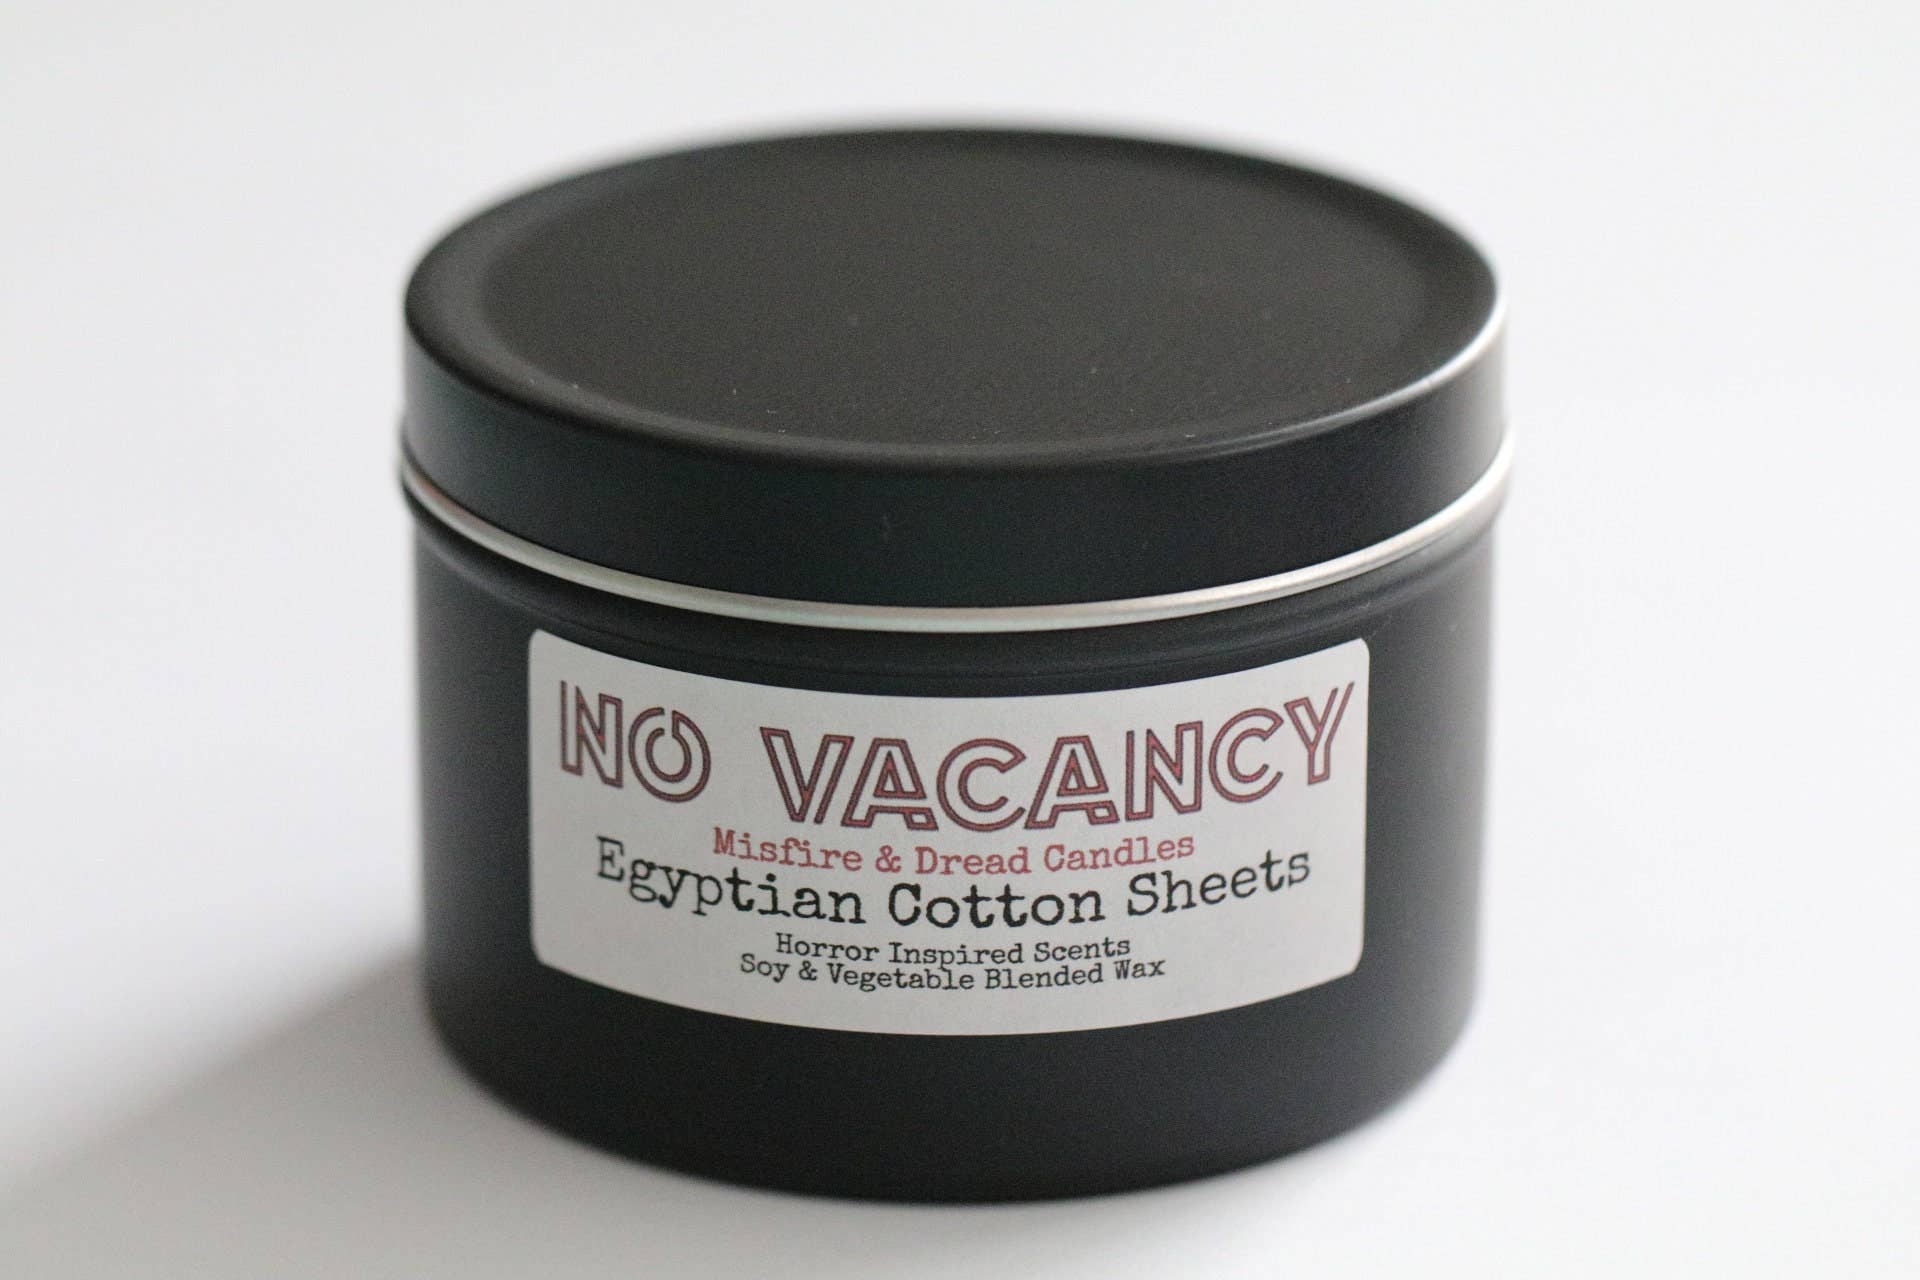 NO VACANCY
Misfire & Dread Candles
Egyptian Cotton Sheets
Horror Inspired Scents
Soy & Vegetable Blended Wax